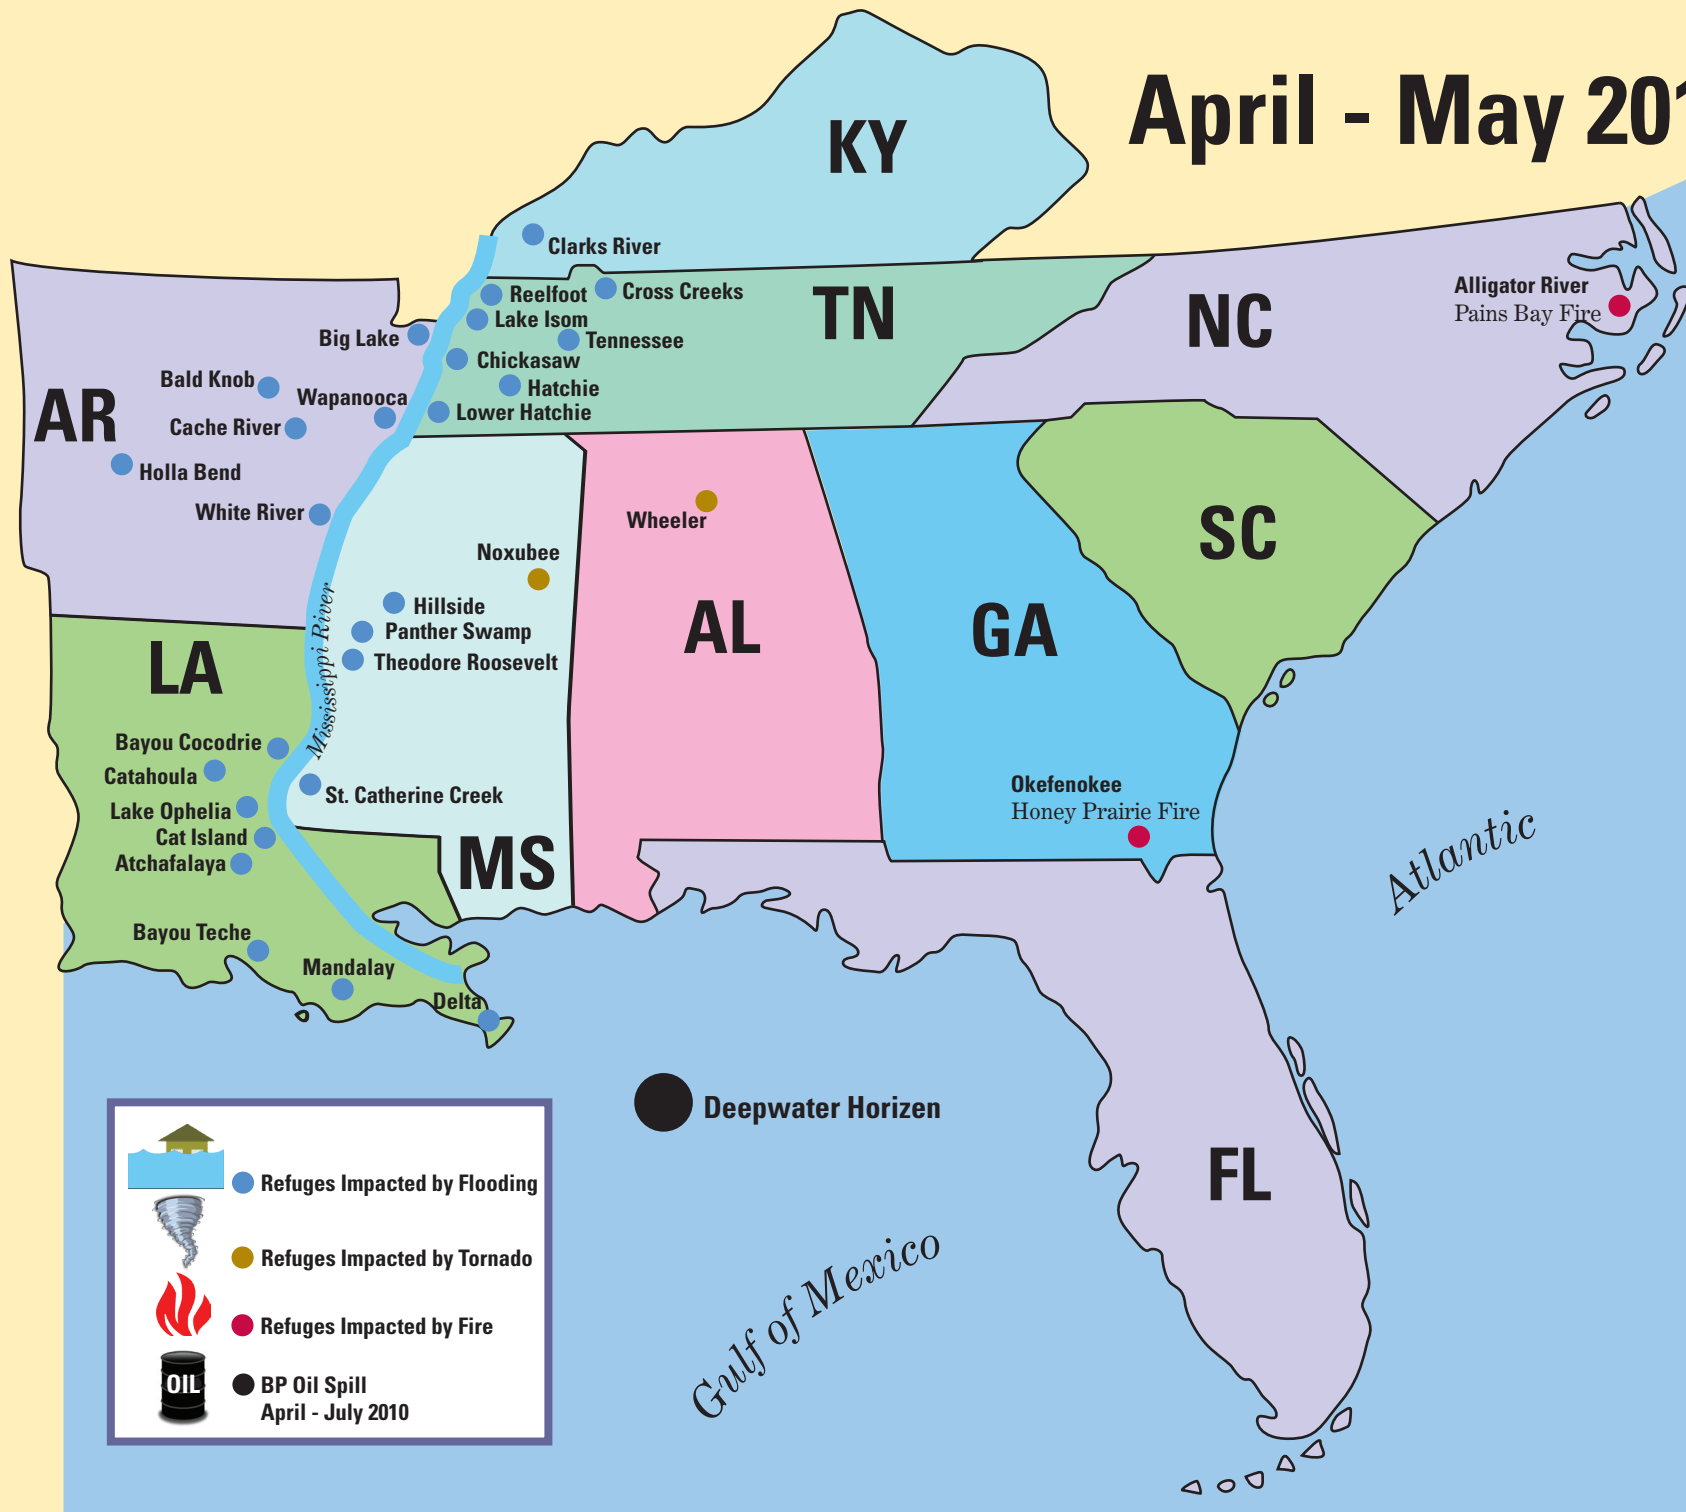 April - May 201
KY
Clarks River
Reelfoot
Cross Creeks
TN
Lake Isom
Tennessee
Chickasaw
Hatchie
Lower Hatchie
NC
Alligator River
Pains Bay Fire
Big Lake
Bald Knob
Wapanooca
AR
Cache River
Holla Bend
White River
Mississippi River
Noxubee
Hillside
Panther Swamp
Theodore Roosevelt
St. Catherine Creek
MS
Wheeler
AL
GA
SC
Okefenokee
Honey Prairie Fire
LA
Bayou Cocodrie
Catahoula
Lake Ophelia
Cat Island
Atchafalaya
Bayou Teche
Mandalay
Delta
Atlantic
Deepwater Horizen
FL
Gulf of Mexico
Refuges Impacted by Flooding
Refuges Impacted by Tornado
Refuges Impacted by Fire
OIL
BP Oil Spill
April - July 2010